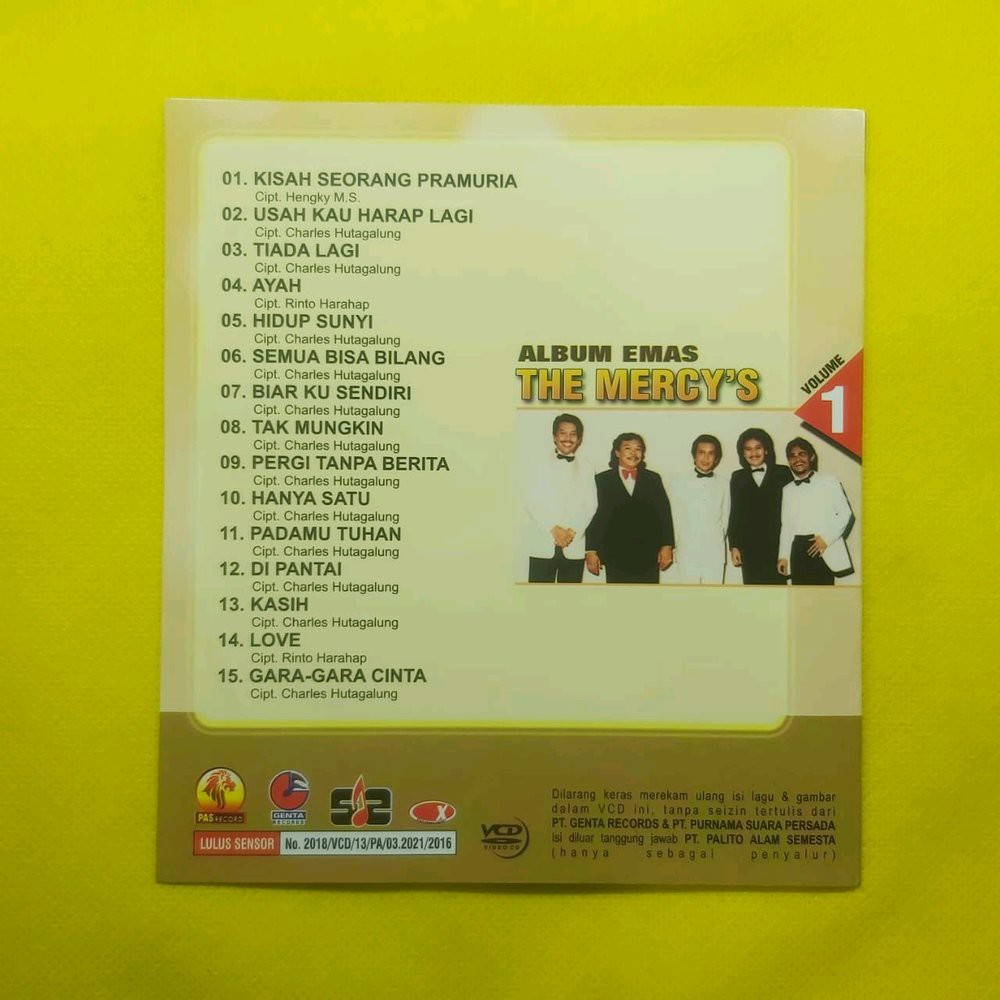 01. KISAH SEORANG PRAMURIA
Cipt. Hengky M.S.
02. USAH KAU HARAP LAGI
Cipt. Charles Hutagalung
03. TIADA LAGI
Cipt. Charles Hutagalung
04. AYAH
Cipt. Rinto Harahap
05. HIDUP SUNYI
Cipt. Charles Hutagalung
06. SEMUA BISA BILANG
Cipt. Charles Hutagalung
07. BIAR KU SENDIRI
Cipt. Charles Hutagalung
08. TAK MUNGKIN
Cipt. Charles Hutagalung
09. PERGI TANPA BERITA
Cipt. Charles Hutagalung
10. HANYA SATU
Cipt. Charles Hutagalung
11. PADAMU TUHAN
Cipt. Charles Hutagalung
12. DI PANTAI
Cipt. Charles Hutagalung
13. KASIH
Cipt. Charles Hutagalung
14. LOVE
Cipt. Rinto Harahap
15. GARA-GARA CINTA
Cipt. Charles Hutagalung
ALBUM EMAS
THE MERCY'S
VOLUME
1
PAS RECORD
GENTA
RECORDS
X
LULUS SENSOR No. 2018/VCD/13/PA/03.2021/2016
VCD
VIDEO CD
Dilarang keras merekam ulang isi lagu & gambar
dalam VCD ini, tanpa seizin tertulis dari
PT. GENTA RECORDS & PT. PURNAMA SUARA PERSADA
Isi diluar tanggung jawab PT. PALITO ALAM SEMESTA
(hanya sebagai penyalur)